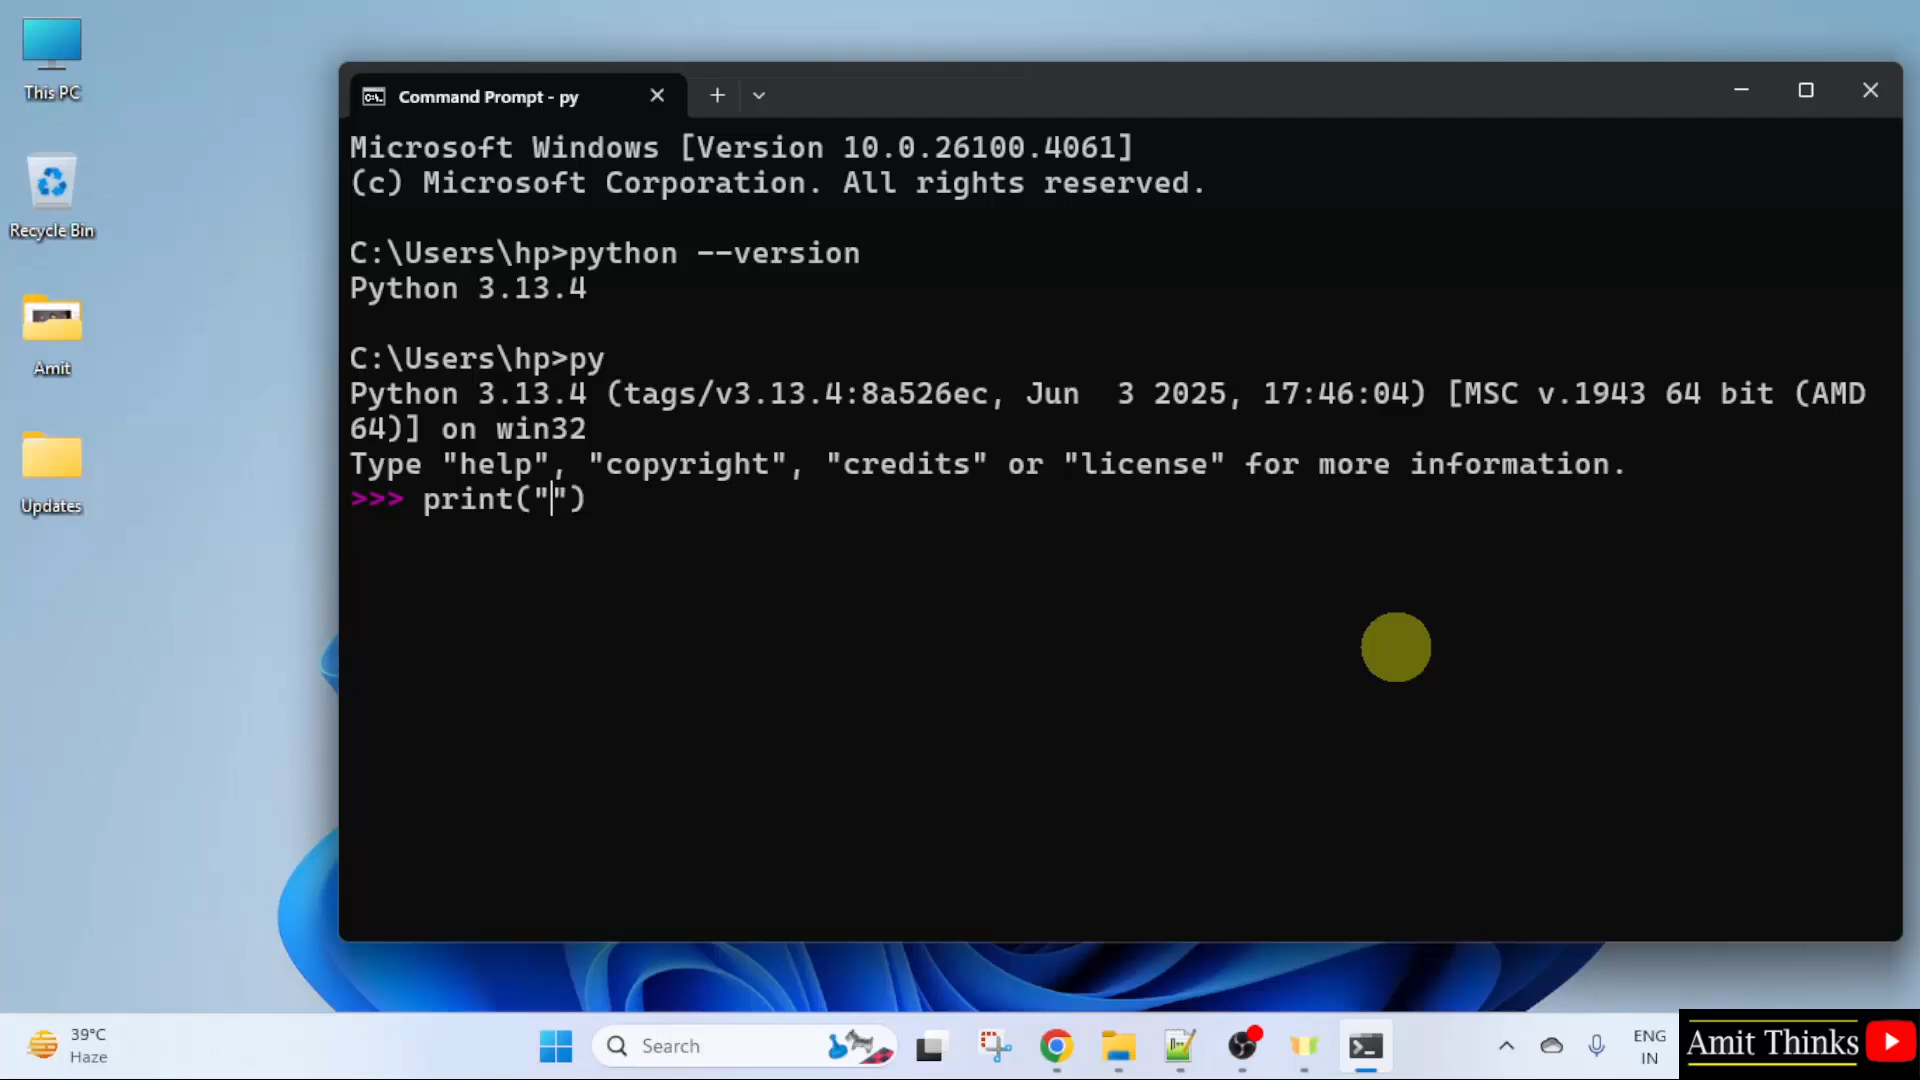 This PC
Recycle Bin
Amit
Updates
Command Prompt - py
Microsoft Windows [Version 10.0.26100.4061]
(c) Microsoft Corporation. All rights reserved.
C:\Users\hp>python --version
Python 3.13.4
C:\Users\hp>py
Python 3.13.4 (tags/v3.13.4:8a526ec, Jun  3 2025, 17:46:04) [MSC v.1943 64 bit (AMD
64)] on win32
Type "help", "copyright", "credits" or "license" for more information.
>>> print("")
39°C
Haze
Search
ENG
IN
Amit Thinks